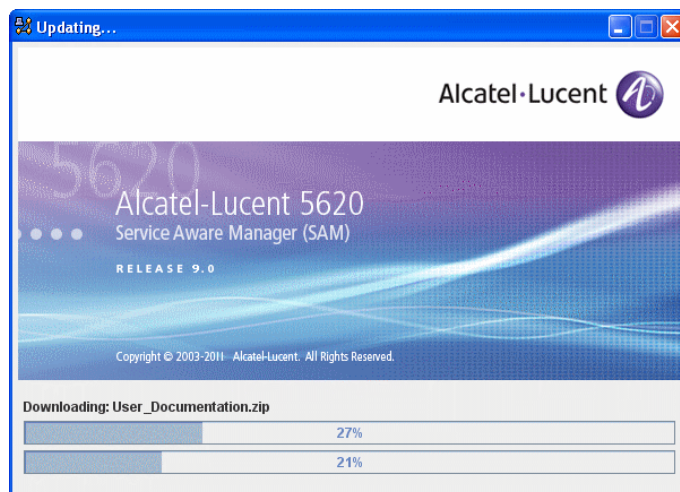 Updating...
Alcatel·Lucent
5620
Alcatel-Lucent 5620
Service Aware Manager (SAM)
RELEASE 9.0
Copyright © 2003-2011 Alcatel-Lucent. All Rights Reserved.
Downloading: User_Documentation.zip
27%
21%